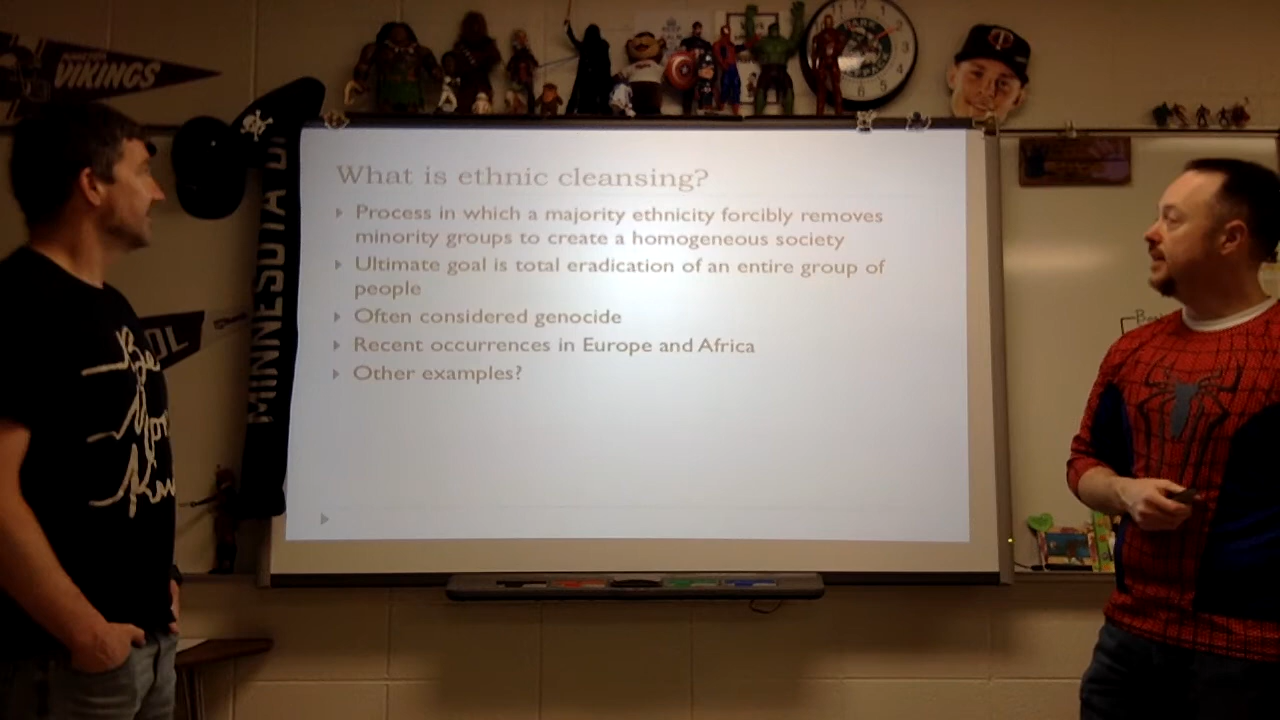 VIKINGS
What is ethnic cleansing?
Process in which a majority ethnicity forcibly removes
minority groups to create a homogeneous society
Ultimate goal is total eradication of an entire group of
people
Often considered genocide
Recent occurrences in Europe and Africa
Other examples?
MINNESOTA
Be